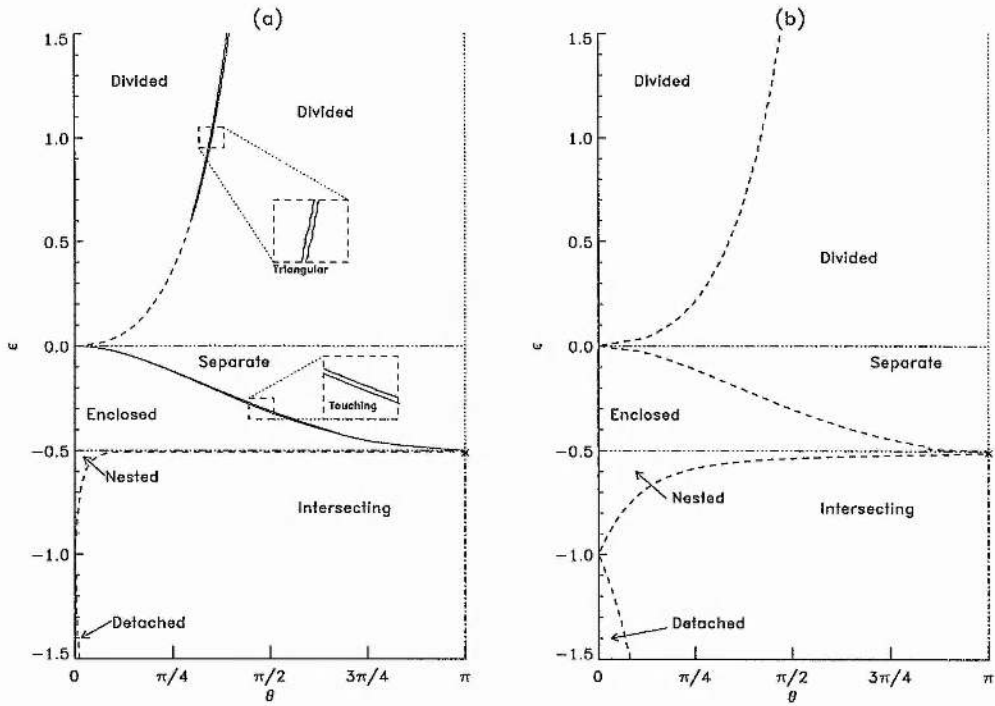 (a)
1.5
Divided
Divided
1.0
0.5
Triangular
ϵ
0.0
Separate
Touching
Enclosed
−0.5
Nested
Intersecting
−1.0
Detached
−1.5
0
π/4
π/2
3π/4
π
θ
(b)
1.5
Divided
1.0
0.5
Divided
ϵ
0.0
Separate
Enclosed
−0.5
Nested
Intersecting
−1.0
Detached
−1.5
0
π/4
π/2
3π/4
π
θ